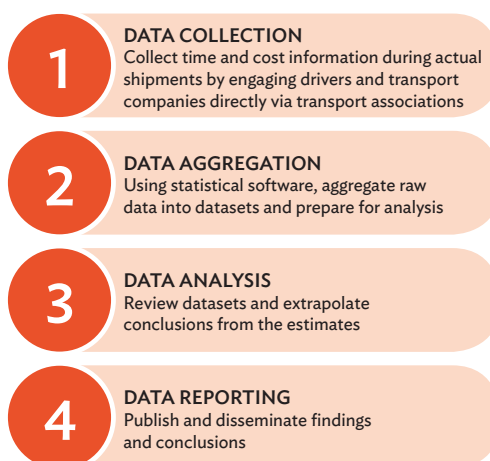 1
DATA COLLECTION
Collect time and cost information during actual
shipments by engaging drivers and transport
companies directly via transport associations
2
DATA AGGREGATION
Using statistical software, aggregate raw
data into datasets and prepare for analysis
3
DATA ANALYSIS
Review datasets and extrapolate
conclusions from the estimates
4
DATA REPORTING
Publish and disseminate findings
and conclusions